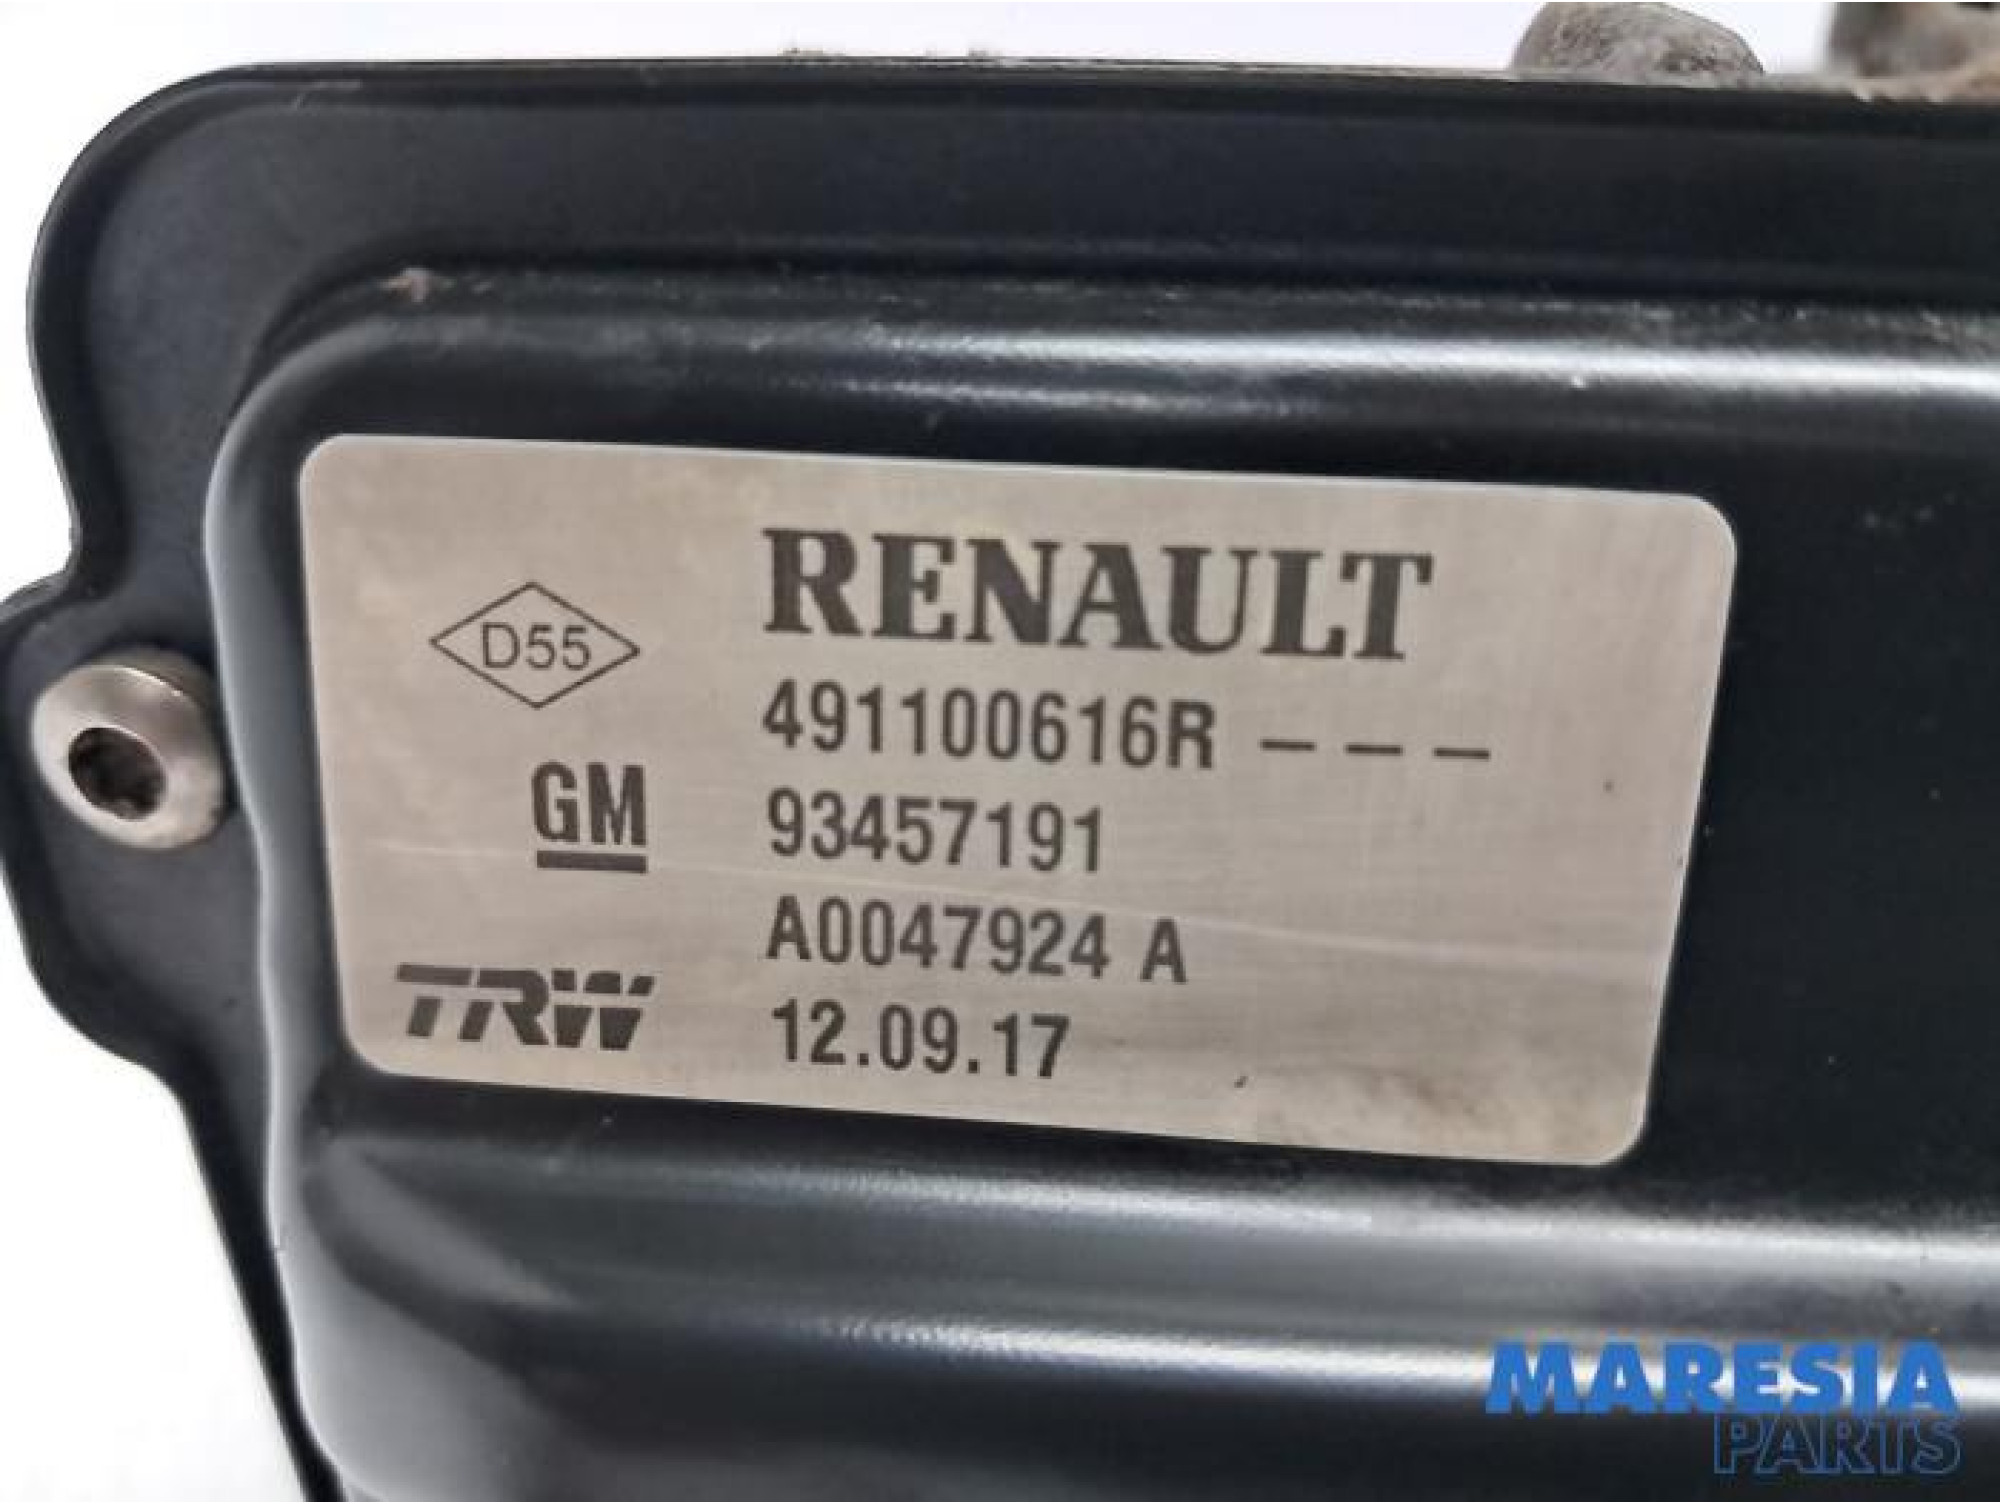 RENAULT
D55
491100616R – – –
GM
93457191
A0047924 A
TRW
12.09.17
MARESIA
PARTS